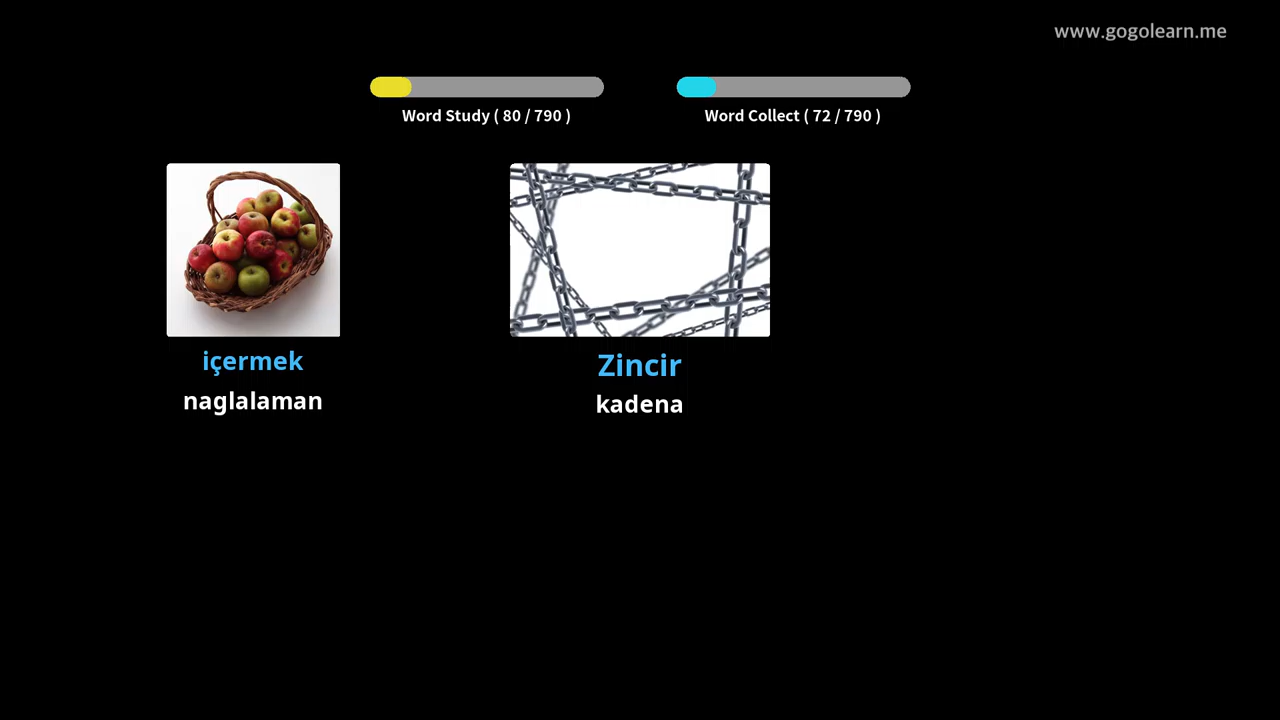 www.gogolearn.me
Word Study ( 80 / 790 )
Word Collect ( 72 / 790 )
içermek
naglalaman
Zincir
kadena